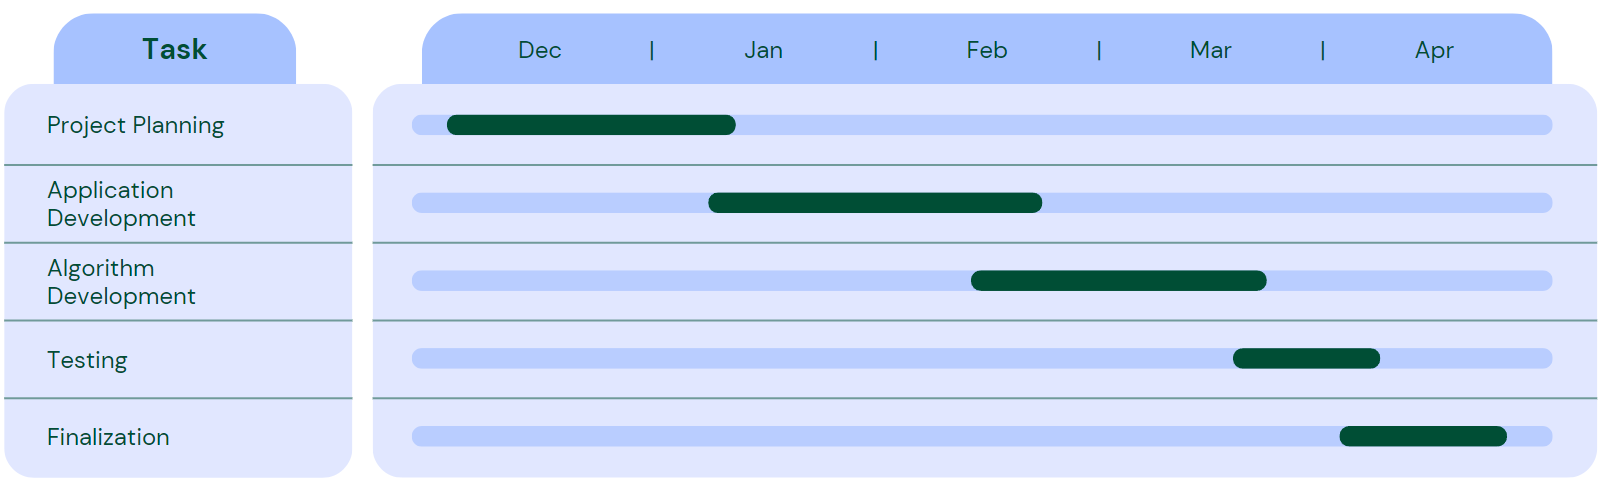 Task
Dec | Jan | Feb | Mar | Apr
Project Planning
Application
Development
Algorithm
Development
Testing
Finalization